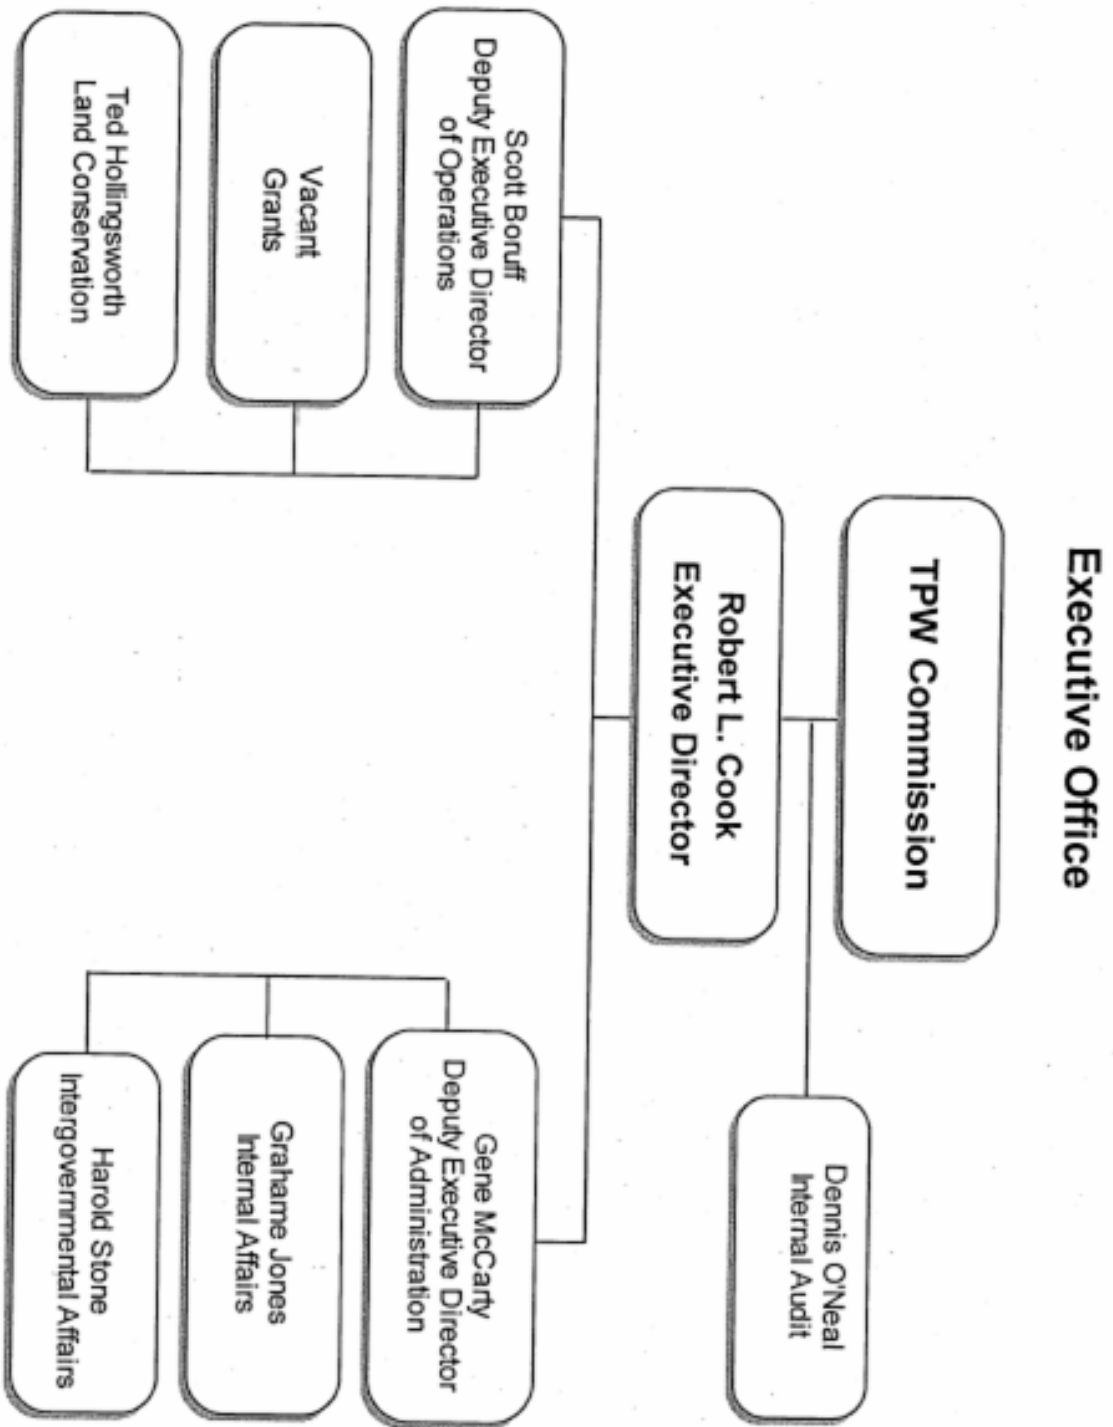 Executive Office
TPW Commission
Dennis O'Neal
Internal Audit
Robert L. Cook
Executive Director
Scott Boruff
Deputy Executive Director
of Operations
Vacant
Grants
Ted Hollingsworth
Land Conservation
Gene McCarty
Deputy Executive Director
of Administration
Grahame Jones
Internal Affairs
Harold Stone
Intergovernmental Affairs